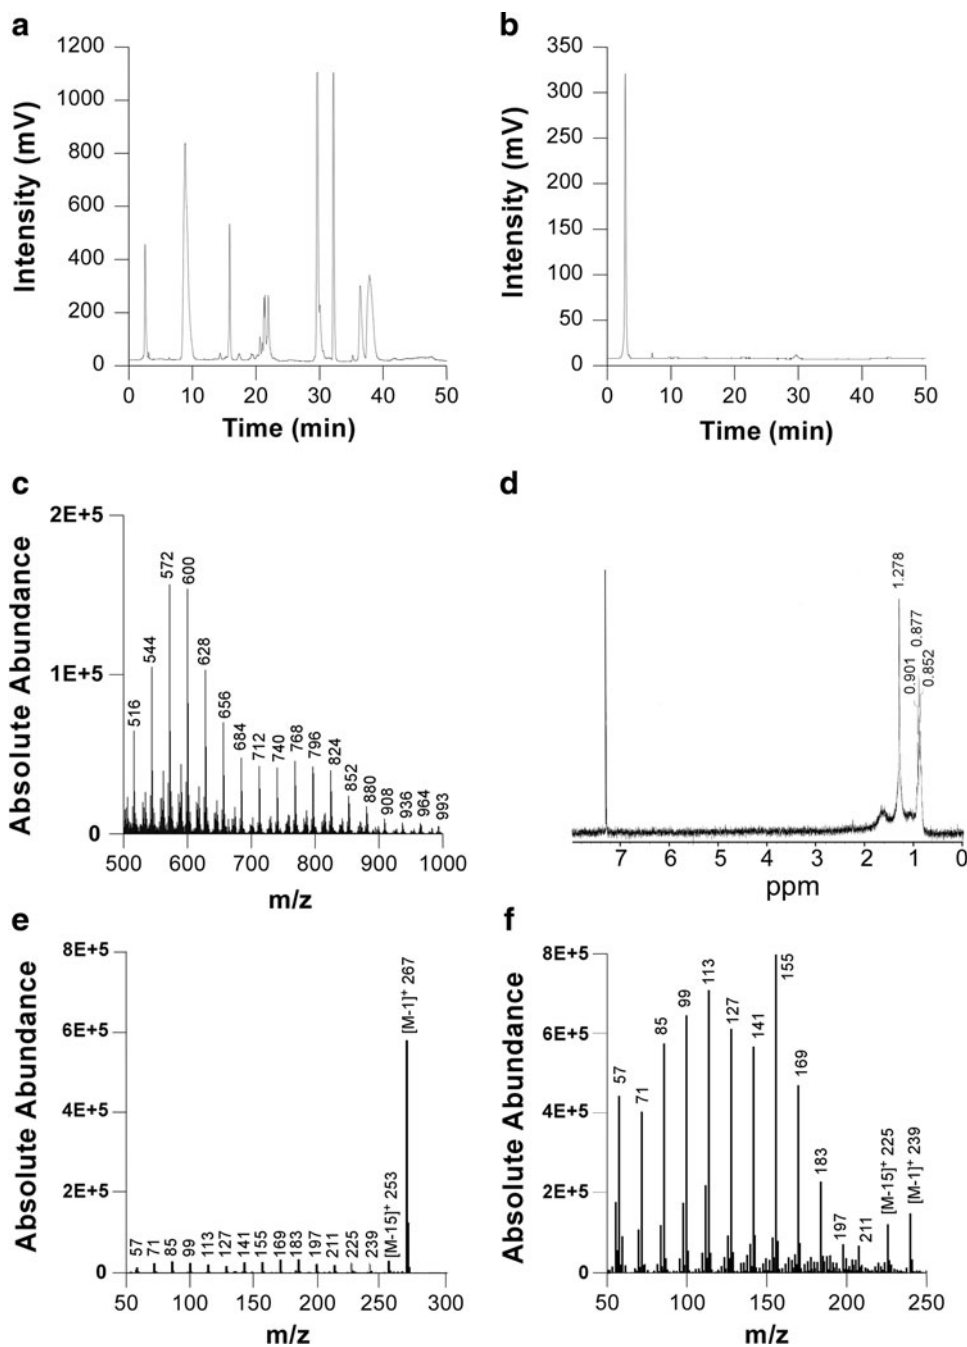 a
1200
1000
800
600
400
200
0
0 10 20 30 40 50
Intensity (mV)
Time (min)
b
350
300
250
200
150
100
50
0
0 10 20 30 40 50
Intensity (mV)
Time (min)
c
2E+5
1E+5
0
500 600 700 800 900 1000
Absolute Abundance
m/z
516
544
572
600
628
656
684
712
740
768
796
824
852
880
908
936
964
993
d
1.278
0.901
0.877
0.852
7 6 5 4 3 2 1 0
ppm
e
8E+5
6E+5
4E+5
2E+5
0
50 100 150 200 250 300
Absolute Abundance
m/z
57
71
85
99
113
127
141
155
169
183
197
211
225
239
[M-15]+ 253
[M-1]+ 267
f
8E+5
6E+5
4E+5
2E+5
0
50 100 150 200 250
Absolute Abundance
m/z
57
71
85
99
113
127
141
155
169
183
197
211
[M-15]+ 225
[M-1]+ 239